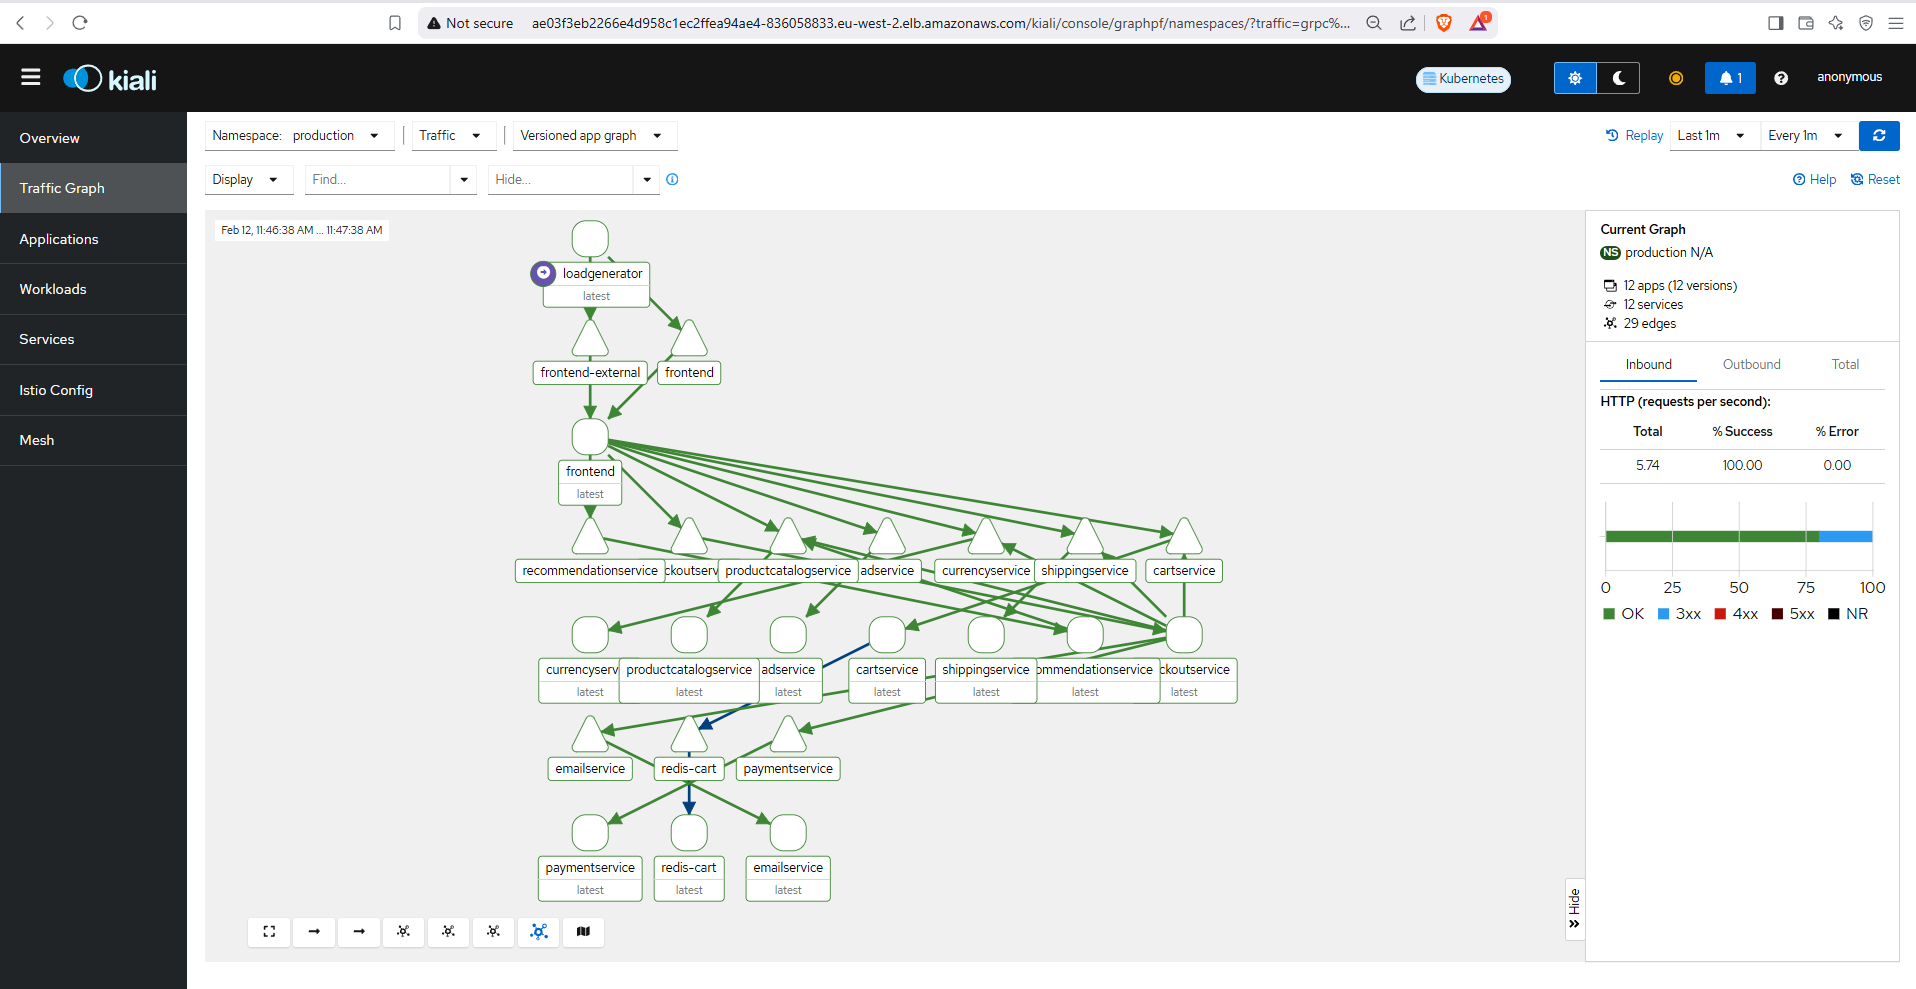 Not secure ae03f3eb2266e4d958c1ec2ffea94ae4-836058833.eu-west-2.elb.amazonaws.com/kiali/console/graphpf/namespaces/?traffic=grpc%... 1
kiali Kubernetes 1 anonymous
Overview
Traffic Graph
Applications
Workloads
Services
Istio Config
Mesh
Namespace: production Traffic Versioned app graph Replay Last 1m Every 1m
Display Find... Hide... Help Reset
Feb 12, 11:46:38 AM ... 11:47:38 AM
loadgenerator
latest
frontend-external frontend
frontend
latest
recommendationservice ckoutserv productcatalogservice adservice currencyservice shippingservice cartservice
currencyserv productcatalogservice adservice cartservice shippingservice ommendationservice ckoutservice
latest latest latest latest latest latest latest
emailservice redis-cart paymentservice
paymentservice redis-cart emailservice
latest latest latest
Hide
Current Graph
NS production N/A
12 apps (12 versions)
12 services
29 edges
Inbound Outbound Total
HTTP (requests per second):
Total % Success % Error
5.74 100.00 0.00
0 25 50 75 100
OK 3xx 4xx 5xx NR